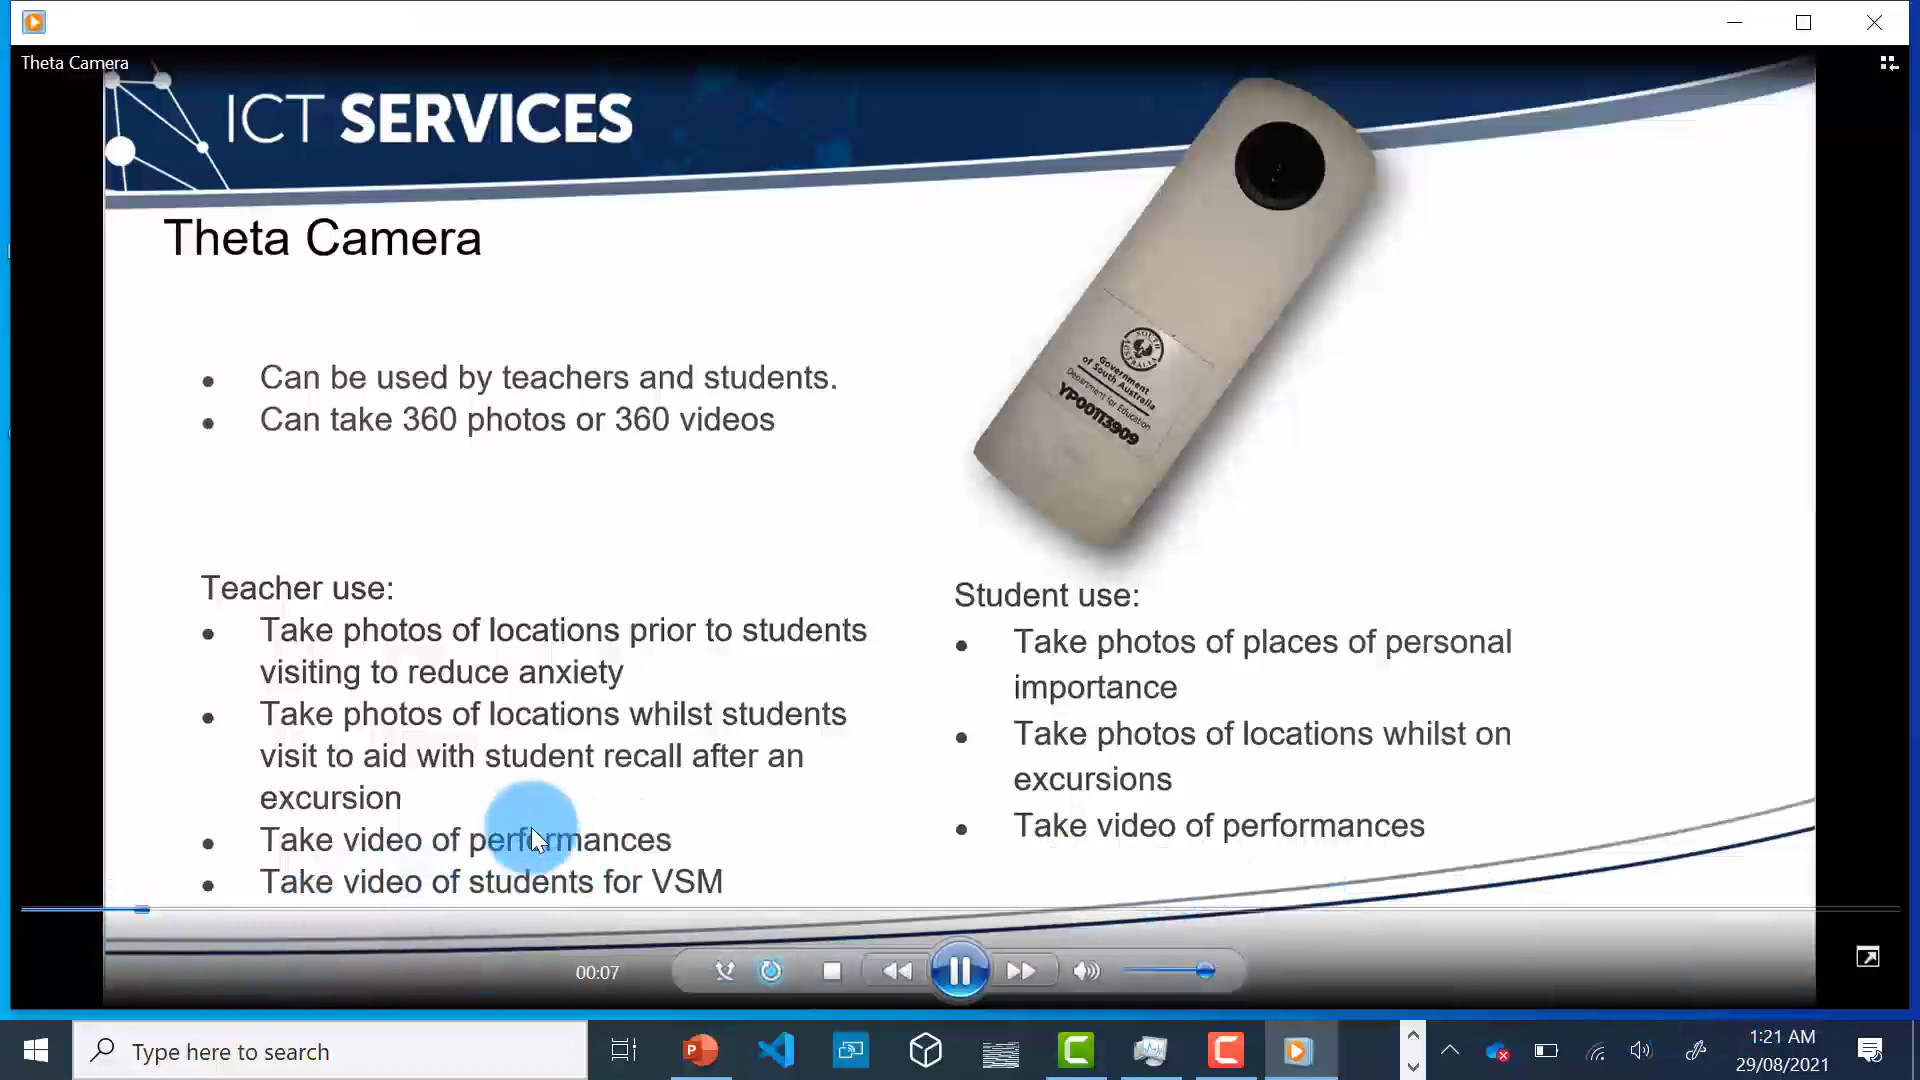 Theta Camera
ICT SERVICES
Theta Camera
Can be used by teachers and students.
Can take 360 photos or 360 videos
SOUTH AUSTRALIA
Government
of South Australia
Department for Education
YP00113909
Teacher use:
Take photos of locations prior to students
visiting to reduce anxiety
Take photos of locations whilst students
visit to aid with student recall after an
excursion
Take video of performances
Take video of students for VSM
Student use:
Take photos of places of personal
importance
Take photos of locations whilst on
excursions
Take video of performances
00:07
Type here to search
1:21 AM
29/08/2021